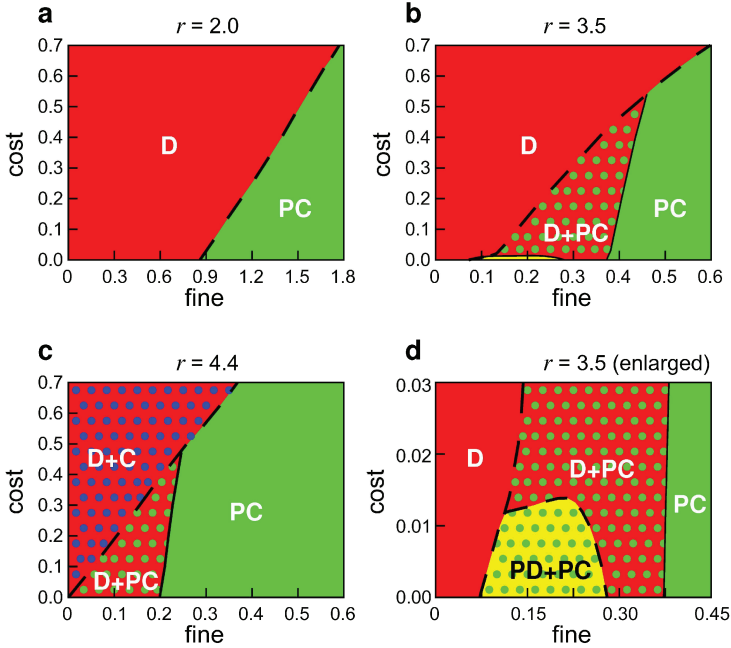 a
r = 2.0
0.7
0.6
0.5
0.4
0.3
0.2
0.1
0.0
cost
D
PC
0 0.3 0.6 0.9 1.2 1.5 1.8
fine
b
r = 3.5
0.7
0.6
0.5
0.4
0.3
0.2
0.1
0.0
cost
D
D+PC
PC
0 0.1 0.2 0.3 0.4 0.5 0.6
fine
c
r = 4.4
0.7
0.6
0.5
0.4
0.3
0.2
0.1
0.0
cost
D+C
D+PC
PC
0 0.1 0.2 0.3 0.4 0.5 0.6
fine
d
r = 3.5 (enlarged)
0.03
0.02
0.01
0.00
cost
D
D+PC
PC
PD+PC
0 0.15 0.30 0.45
fine